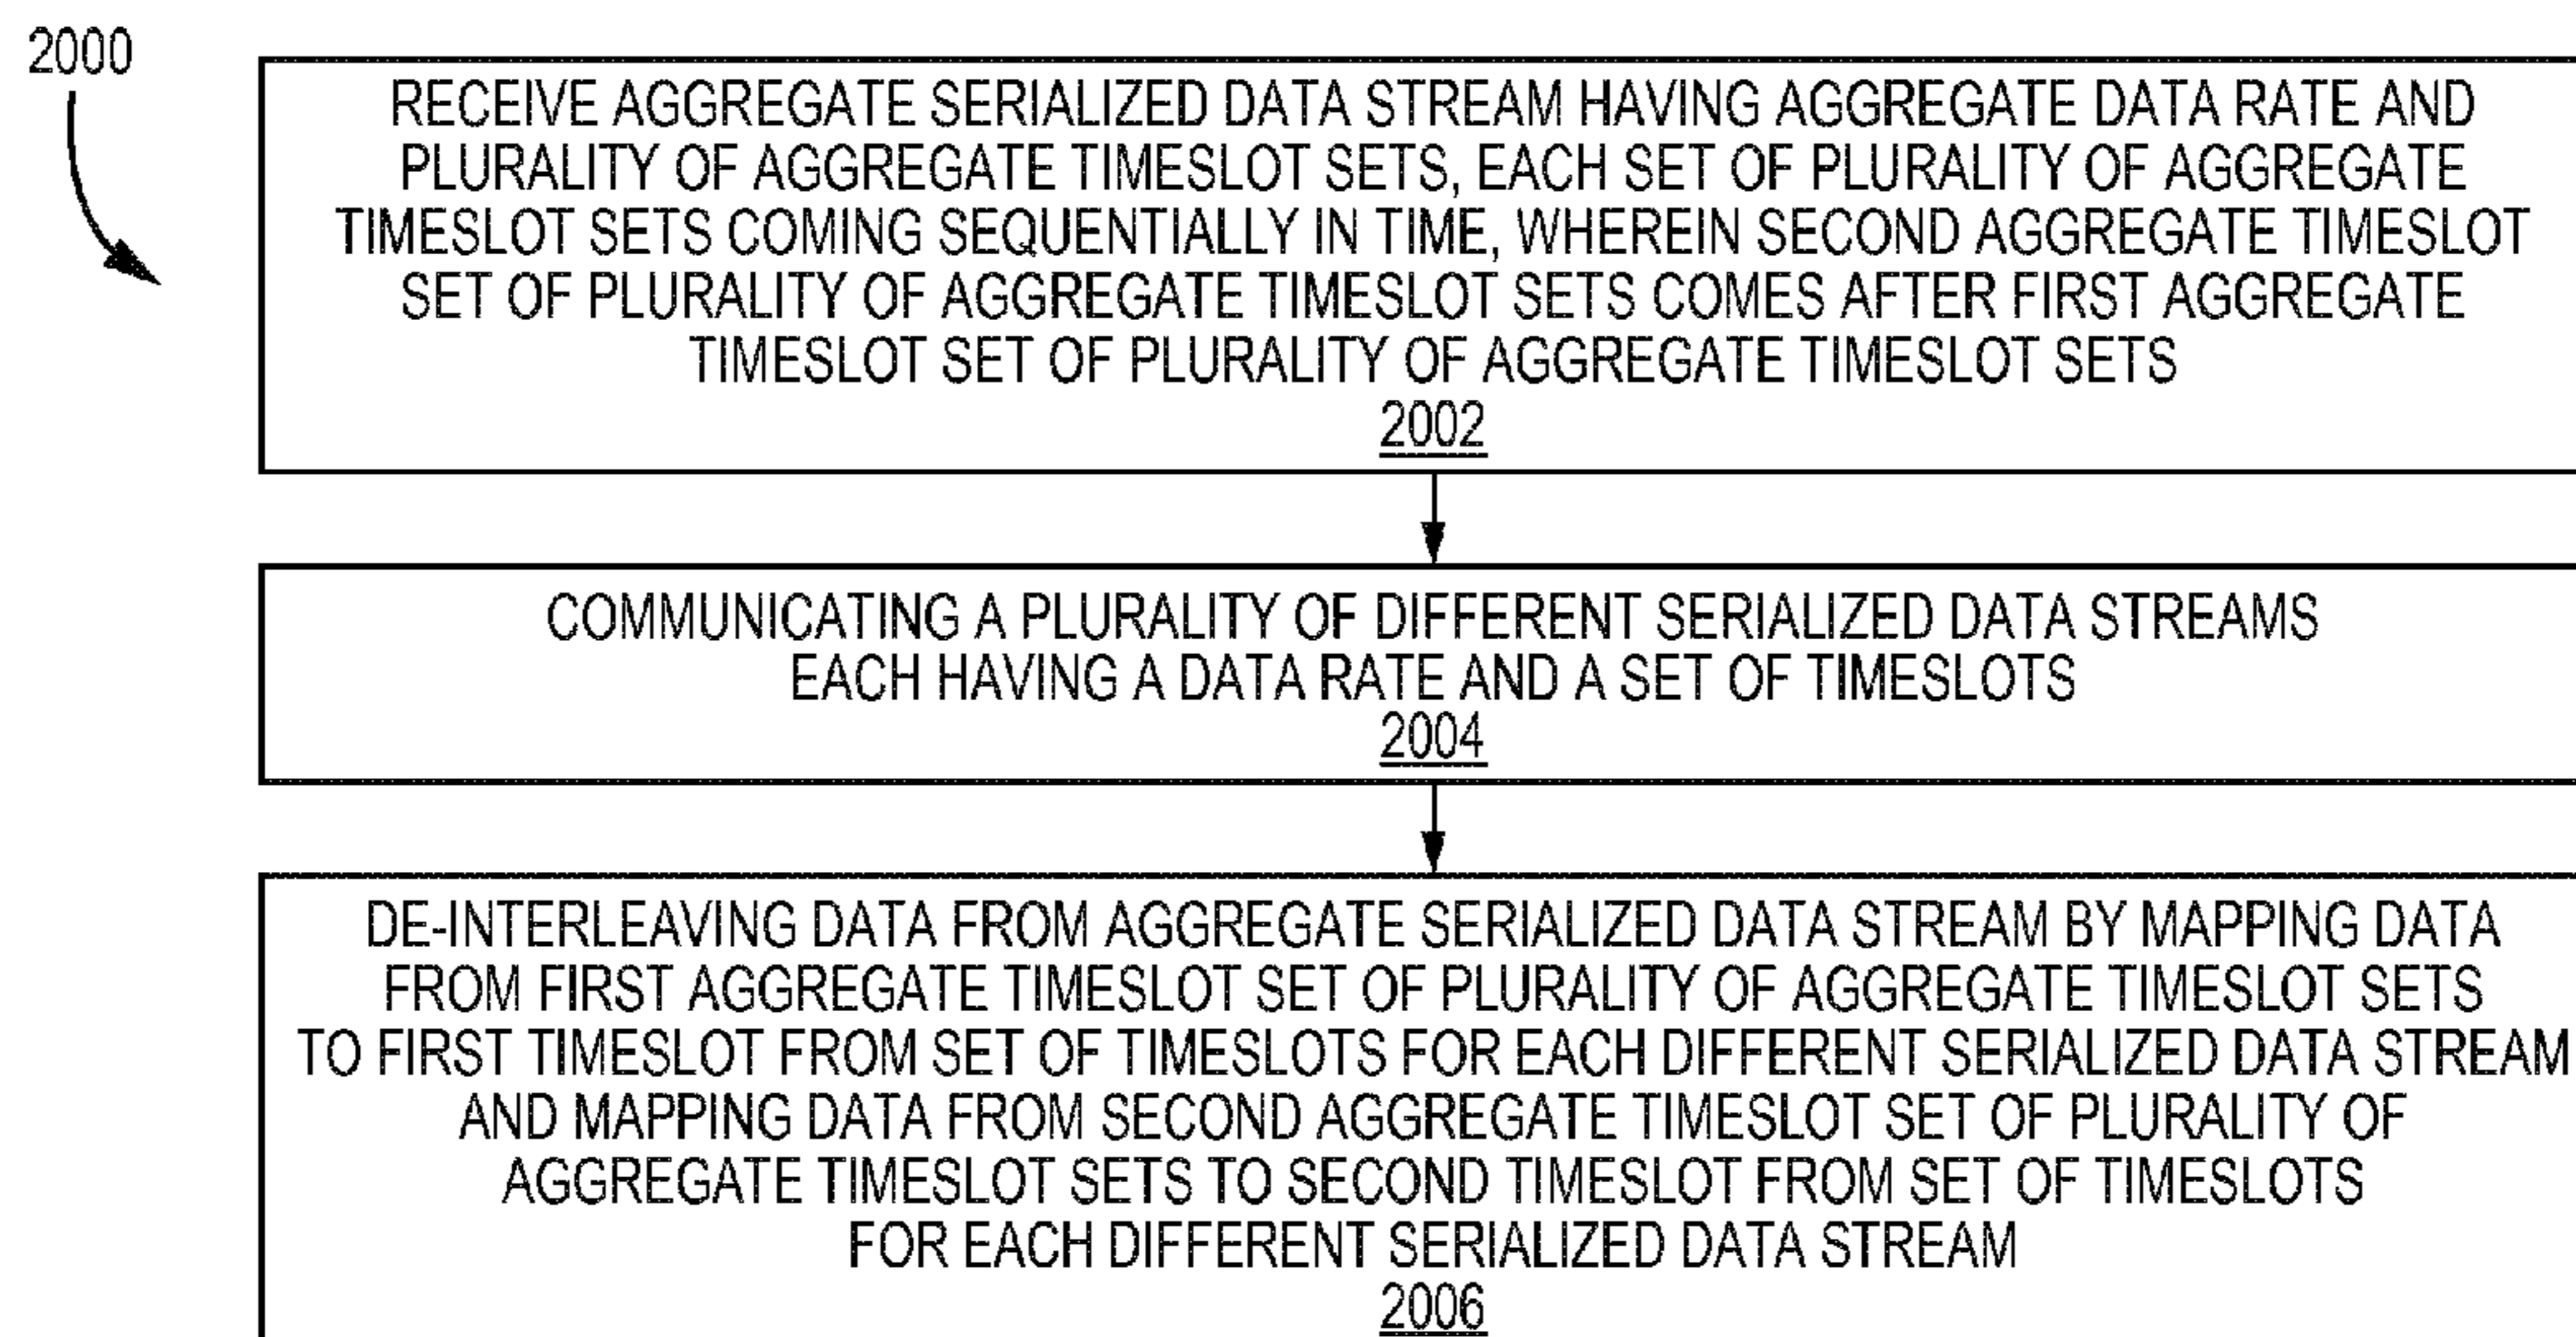 2000
RECEIVE AGGREGATE SERIALIZED DATA STREAM HAVING AGGREGATE DATA RATE AND
PLURALITY OF AGGREGATE TIMESLOT SETS, EACH SET OF PLURALITY OF AGGREGATE
TIMESLOT SETS COMING SEQUENTIALLY IN TIME, WHEREIN SECOND AGGREGATE TIMESLOT
SET OF PLURALITY OF AGGREGATE TIMESLOT SETS COMES AFTER FIRST AGGREGATE
TIMESLOT SET OF PLURALITY OF AGGREGATE TIMESLOT SETS
2002
COMMUNICATING A PLURALITY OF DIFFERENT SERIALIZED DATA STREAMS
EACH HAVING A DATA RATE AND A SET OF TIMESLOTS
2004
DE-INTERLEAVING DATA FROM AGGREGATE SERIALIZED DATA STREAM BY MAPPING DATA
FROM FIRST AGGREGATE TIMESLOT SET OF PLURALITY OF AGGREGATE TIMESLOT SETS
TO FIRST TIMESLOT FROM SET OF TIMESLOTS FOR EACH DIFFERENT SERIALIZED DATA STREAM
AND MAPPING DATA FROM SECOND AGGREGATE TIMESLOT SET OF PLURALITY OF
AGGREGATE TIMESLOT SETS TO SECOND TIMESLOT FROM SET OF TIMESLOTS
FOR EACH DIFFERENT SERIALIZED DATA STREAM
2006